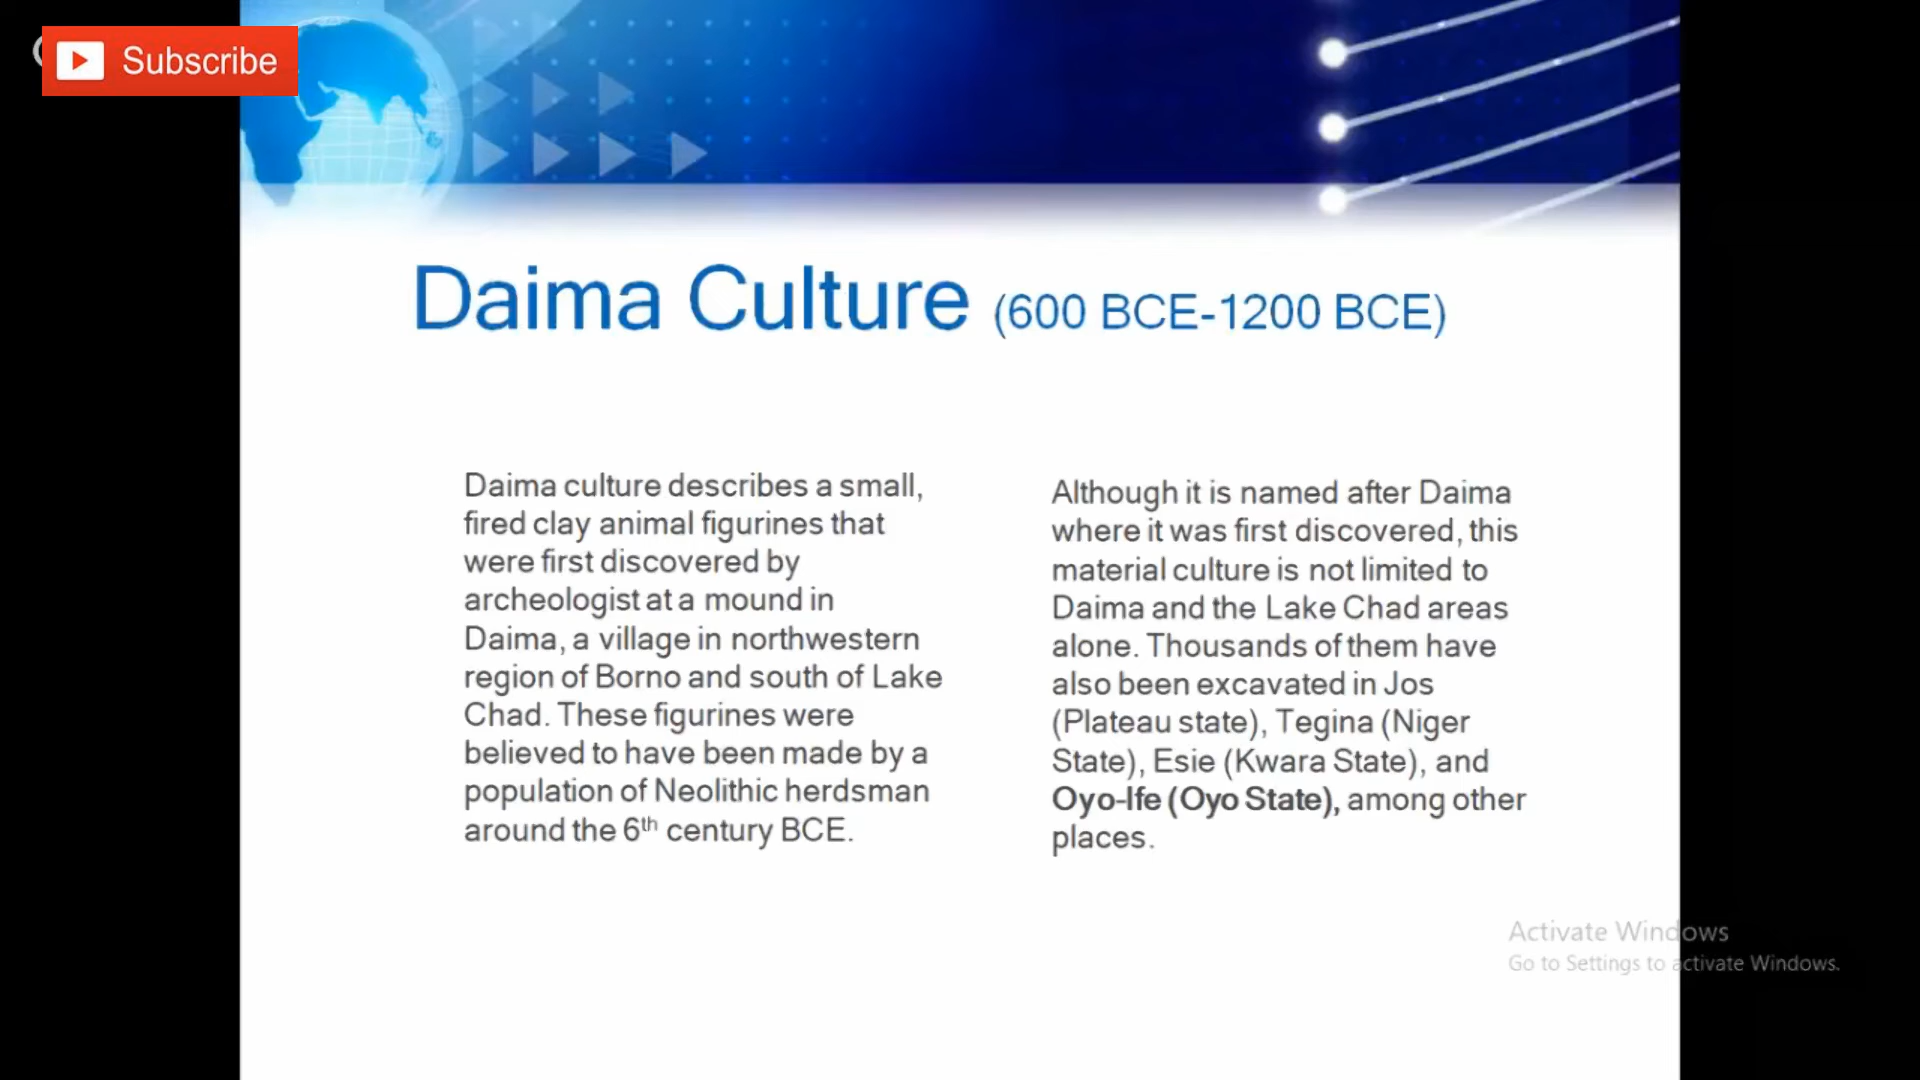 Subscribe
Daima Culture (600 BCE-1200 BCE)
Daima culture describes a small,
fired clay animal figurines that
were first discovered by
archeologist at a mound in
Daima, a village in northwestern
region of Borno and south of Lake
Chad. These figurines were
believed to have been made by a
population of Neolithic herdsman
around the 6th century BCE.
Although it is named after Daima
where it was first discovered, this
material culture is not limited to
Daima and the Lake Chad areas
alone. Thousands of them have
also been excavated in Jos
(Plateau state), Tegina (Niger
State), Esie (Kwara State), and
Oyo-Ife (Oyo State), among other
places.
Activate Windows
Go to Settings to activate Windows.